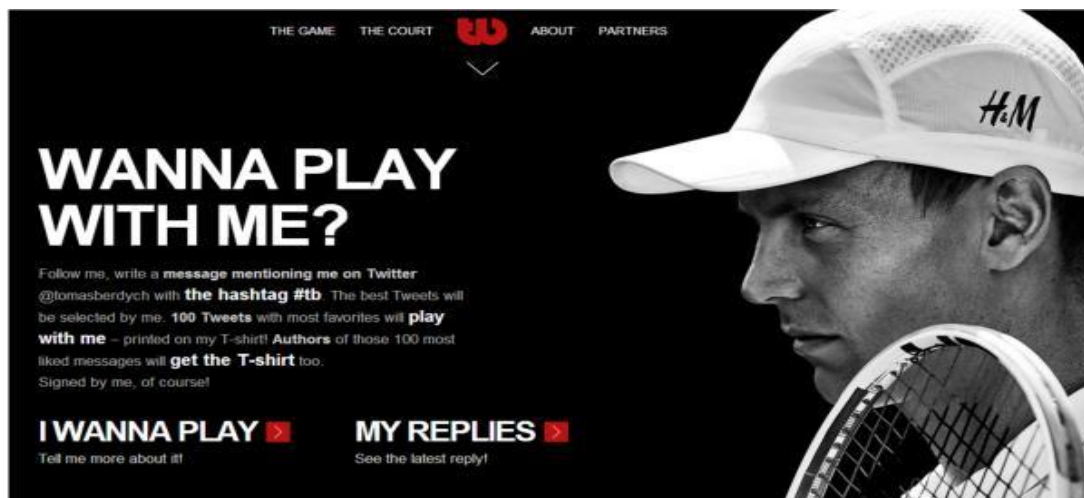 THE GAME THE COURT tb ABOUT PARTNERS
H&M
WANNA PLAY
WITH ME?
Follow me, write a message mentioning me on Twitter
@tomasberdych with the hashtag #tb. The best Tweets will
be selected by me. 100 Tweets with most favorites will play
with me – printed on my T-shirt! Authors of those 100 most
liked messages will get the T-shirt too.
Signed by me, of course!
I WANNA PLAY
Tell me more about it!
MY REPLIES
See the latest reply!